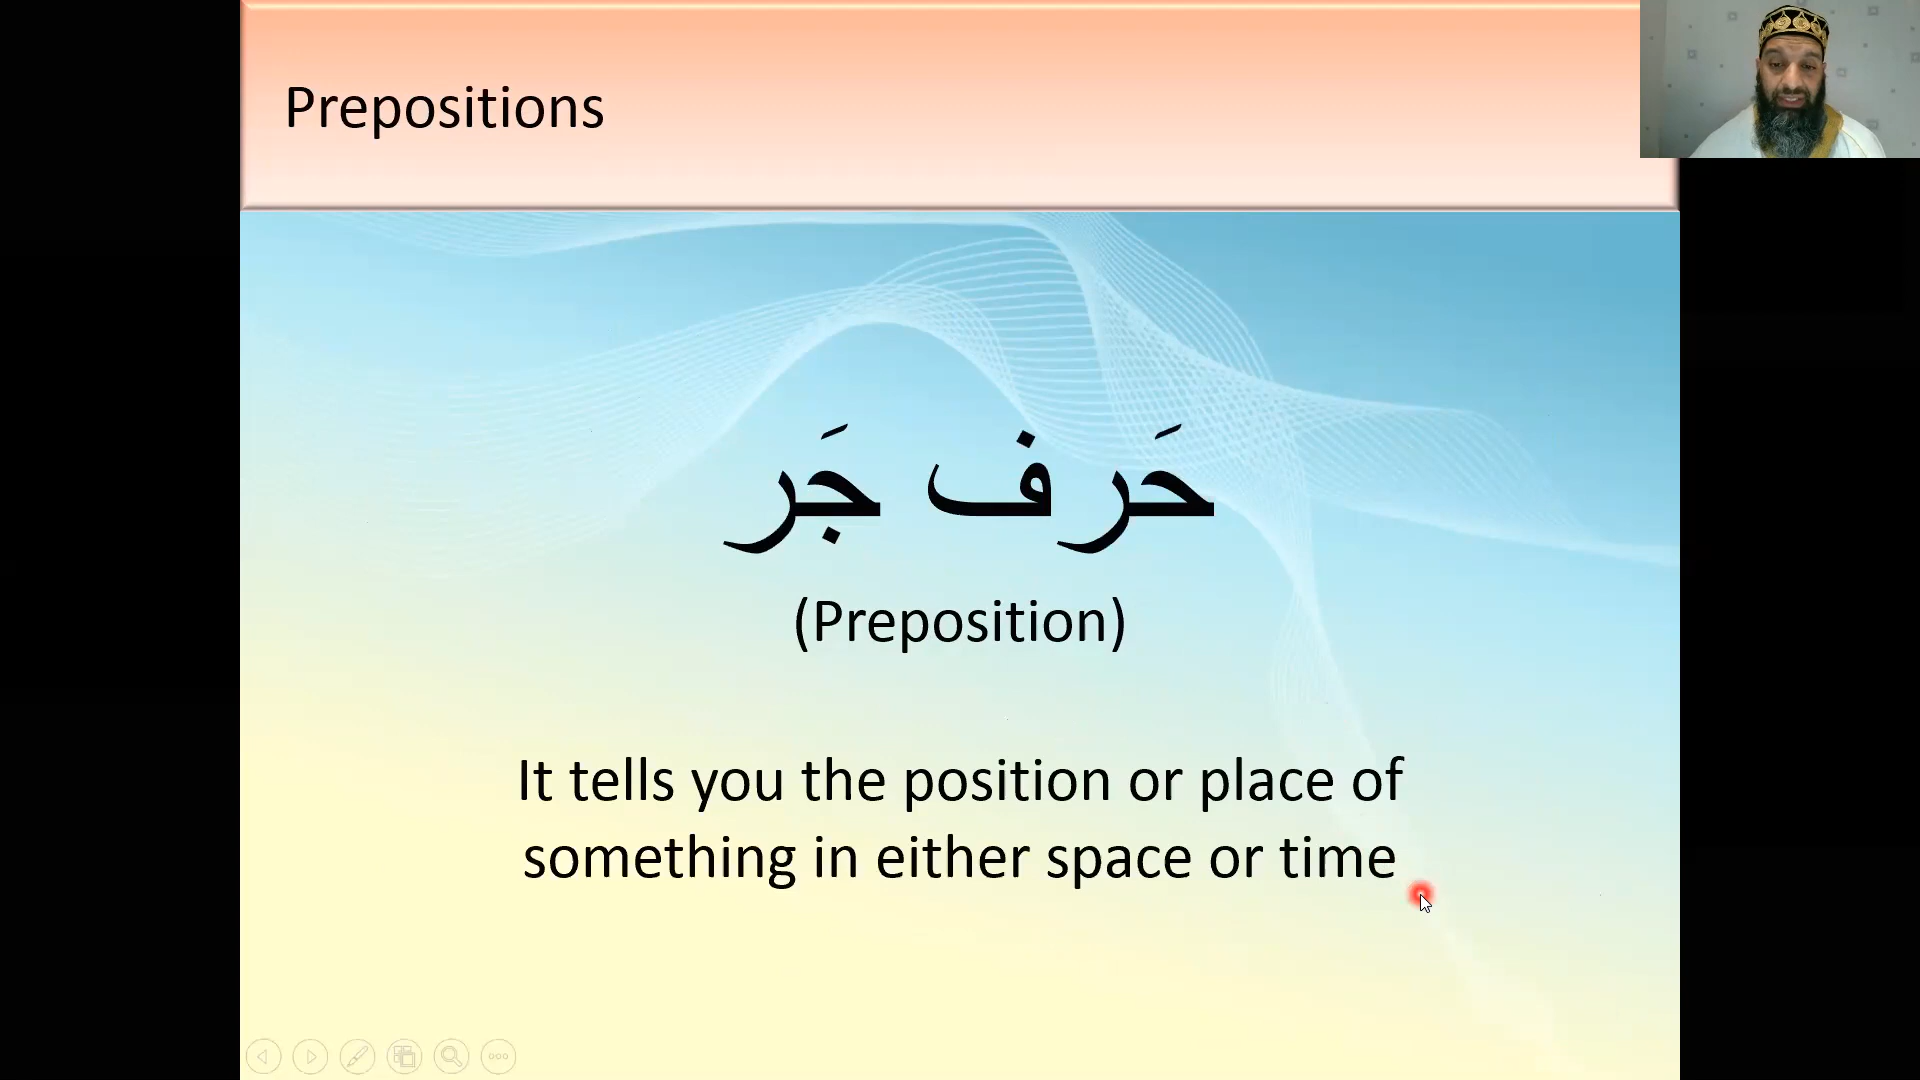 Prepositions
حَرف جَر
(Preposition)
It tells you the position or place of
something in either space or time